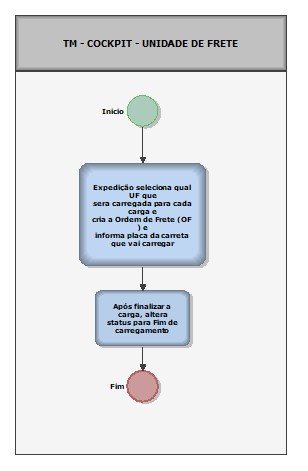 TM - COCKPIT - UNIDADE DE FRETE
Inicio
Expedição seleciona qual
UF que
sera carregada para cada
carga e
cria a Ordem de Frete (OF
) e
informa placa da carreta
que vai carregar
Após finalizar a
carga, altera
status para Fim de
carregamento
Fim